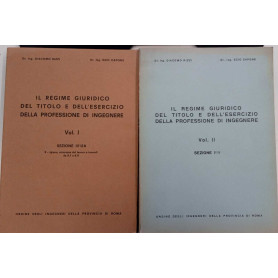 IL REGIME GIURIDICO
DEL TITOLO E DELL'ESERCIZIO
DELLA PROFESSIONE DI INGEGNERE
Vol. I
SEZIONE
ORDINE DEGLI INGEGNERI DELLA PROVINCIA DI ROMA
IL REGIME GIURIDICO
DEL TITOLO E DELL'ESERCIZIO
DELLA PROFESSIONE DI INGEGNERE
Vol. II
SEZIONE
ORDINE DEGLI INGEGNERI DELLA PROVINCIA DI ROMA